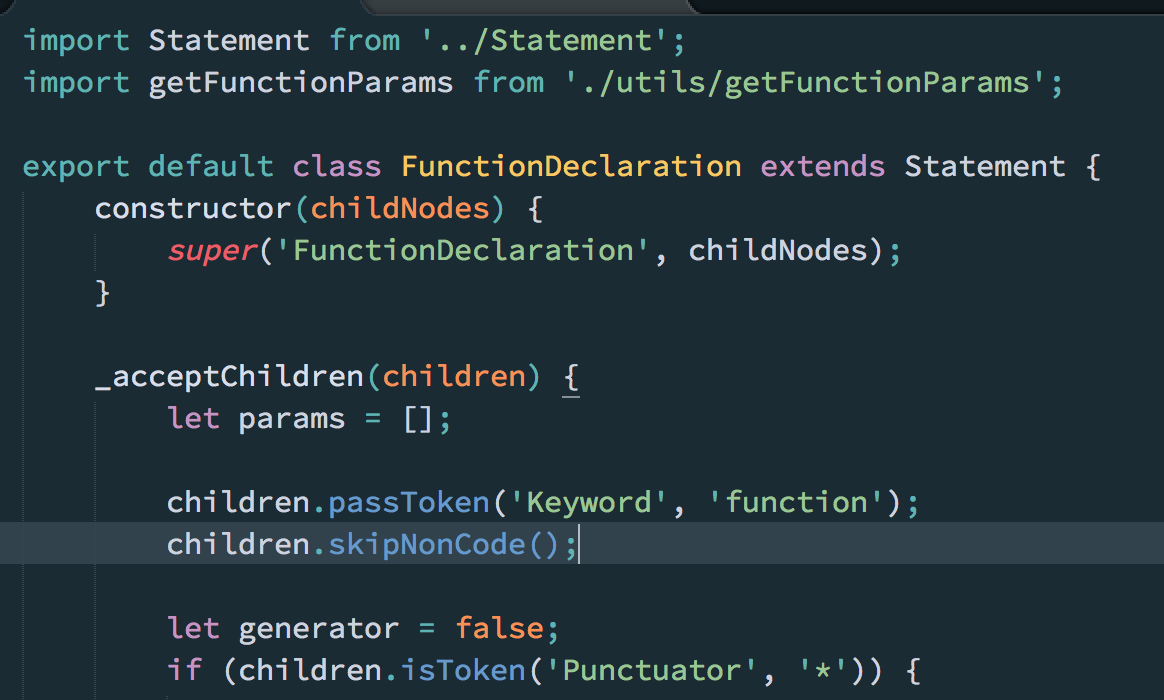 import Statement from '../Statement';
import getFunctionParams from './utils/getFunctionParams';
export default class FunctionDeclaration extends Statement {
constructor(childNodes) {
super('FunctionDeclaration', childNodes);
}
_acceptChildren(children) {
let params = [];
children.passToken('Keyword', 'function');
children.skipNonCode();
let generator = false;
if (children.isToken('Punctuator', '*')) {